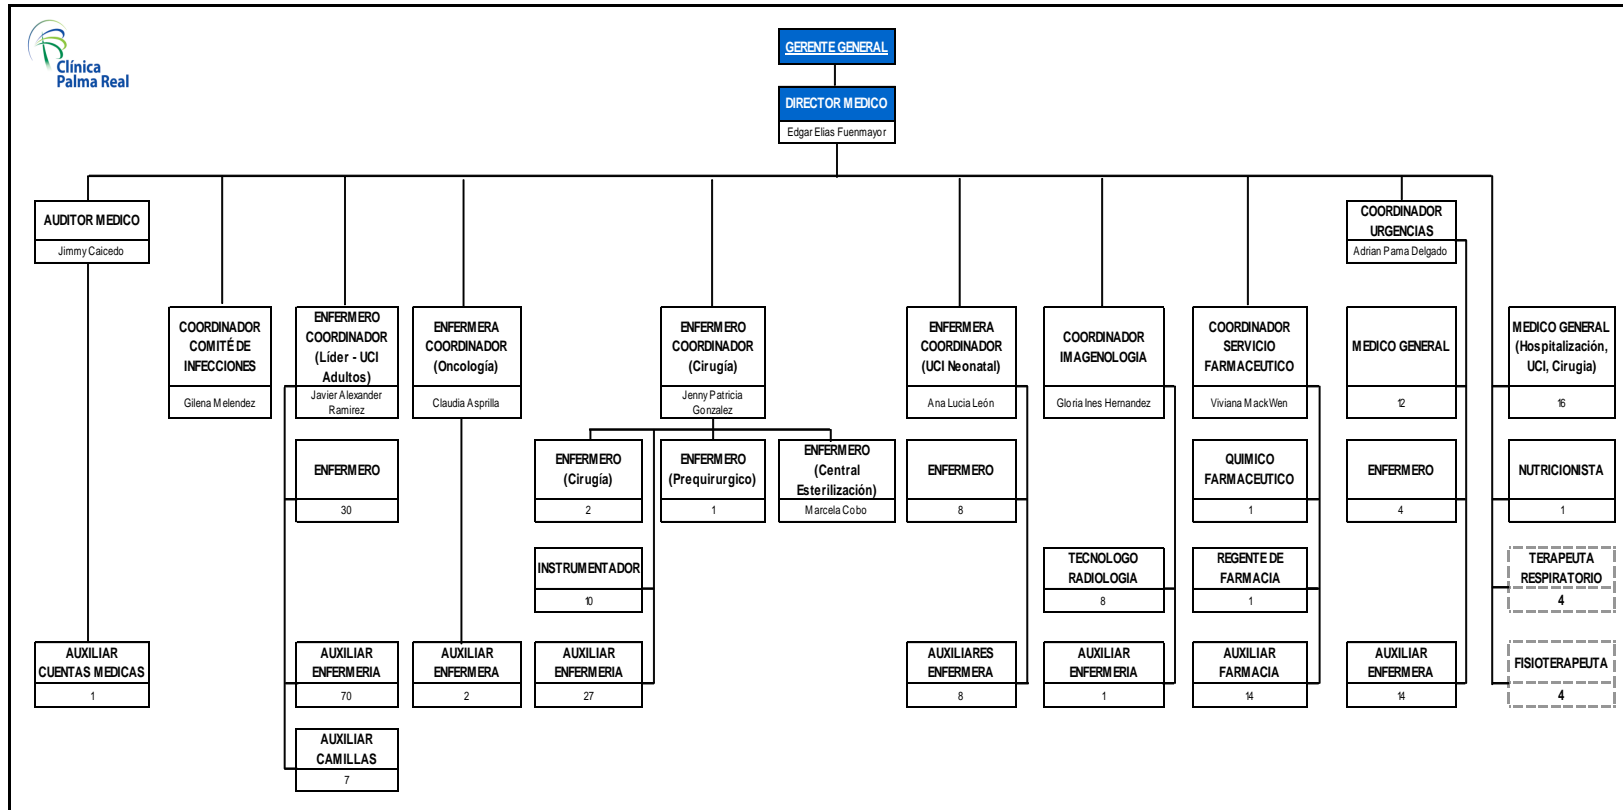 Clínica
Palma Real
GERENTE GENERAL
DIRECTOR MEDICO
Edgar Elias Fuenmayor
AUDITOR MEDICO
Jimmy Caicedo
COORDINADOR
URGENCIAS
Adrian Pama Delgado
COORDINADOR
COMITÉ DE
INFECCIONES
Gilena Melendez
ENFERMERO
COORDINADOR
(Líder - UCI
Adultos)
Javier Alexander
Ramirez
ENFERMERA
COORDINADOR
(Oncología)
Claudia Asprilla
ENFERMERO
COORDINADOR
(Cirugía)
Jenny Patricia
Gonzalez
ENFERMERA
COORDINADOR
(UCI Neonatal)
Ana Lucia León
COORDINADOR
IMAGENOLOGIA
Gloria Ines Hernandez
COORDINADOR
SERVICIO
FARMACEUTICO
Viviana MackWen
MEDICO GENERAL
12
MEDICO GENERAL
(Hospitalización,
UCI, Cirugia)
16
ENFERMERO
30
ENFERMERO
(Cirugía)
2
ENFERMERO
(Prequirurgico)
1
ENFERMERO
(Central
Esterilización)
Marcela Cobo
ENFERMERO
8
QUIMICO
FARMACEUTICO
1
ENFERMERO
4
NUTRICIONISTA
1
INSTRUMENTADOR
10
TECNOLOGO
RADIOLOGIA
8
REGENTE DE
FARMACIA
1
TERAPEUTA
RESPIRATORIO
4
AUXILIAR
CUENTAS MEDICAS
1
AUXILIAR
ENFERMERIA
70
AUXILIAR
ENFERMERA
2
AUXILIAR
ENFERMERIA
27
AUXILIARES
ENFERMERA
8
AUXILIAR
ENFERMERIA
1
AUXILIAR
FARMACIA
14
AUXILIAR
ENFERMERA
14
FISIOTERAPEUTA
4
AUXILIAR
CAMILLAS
7